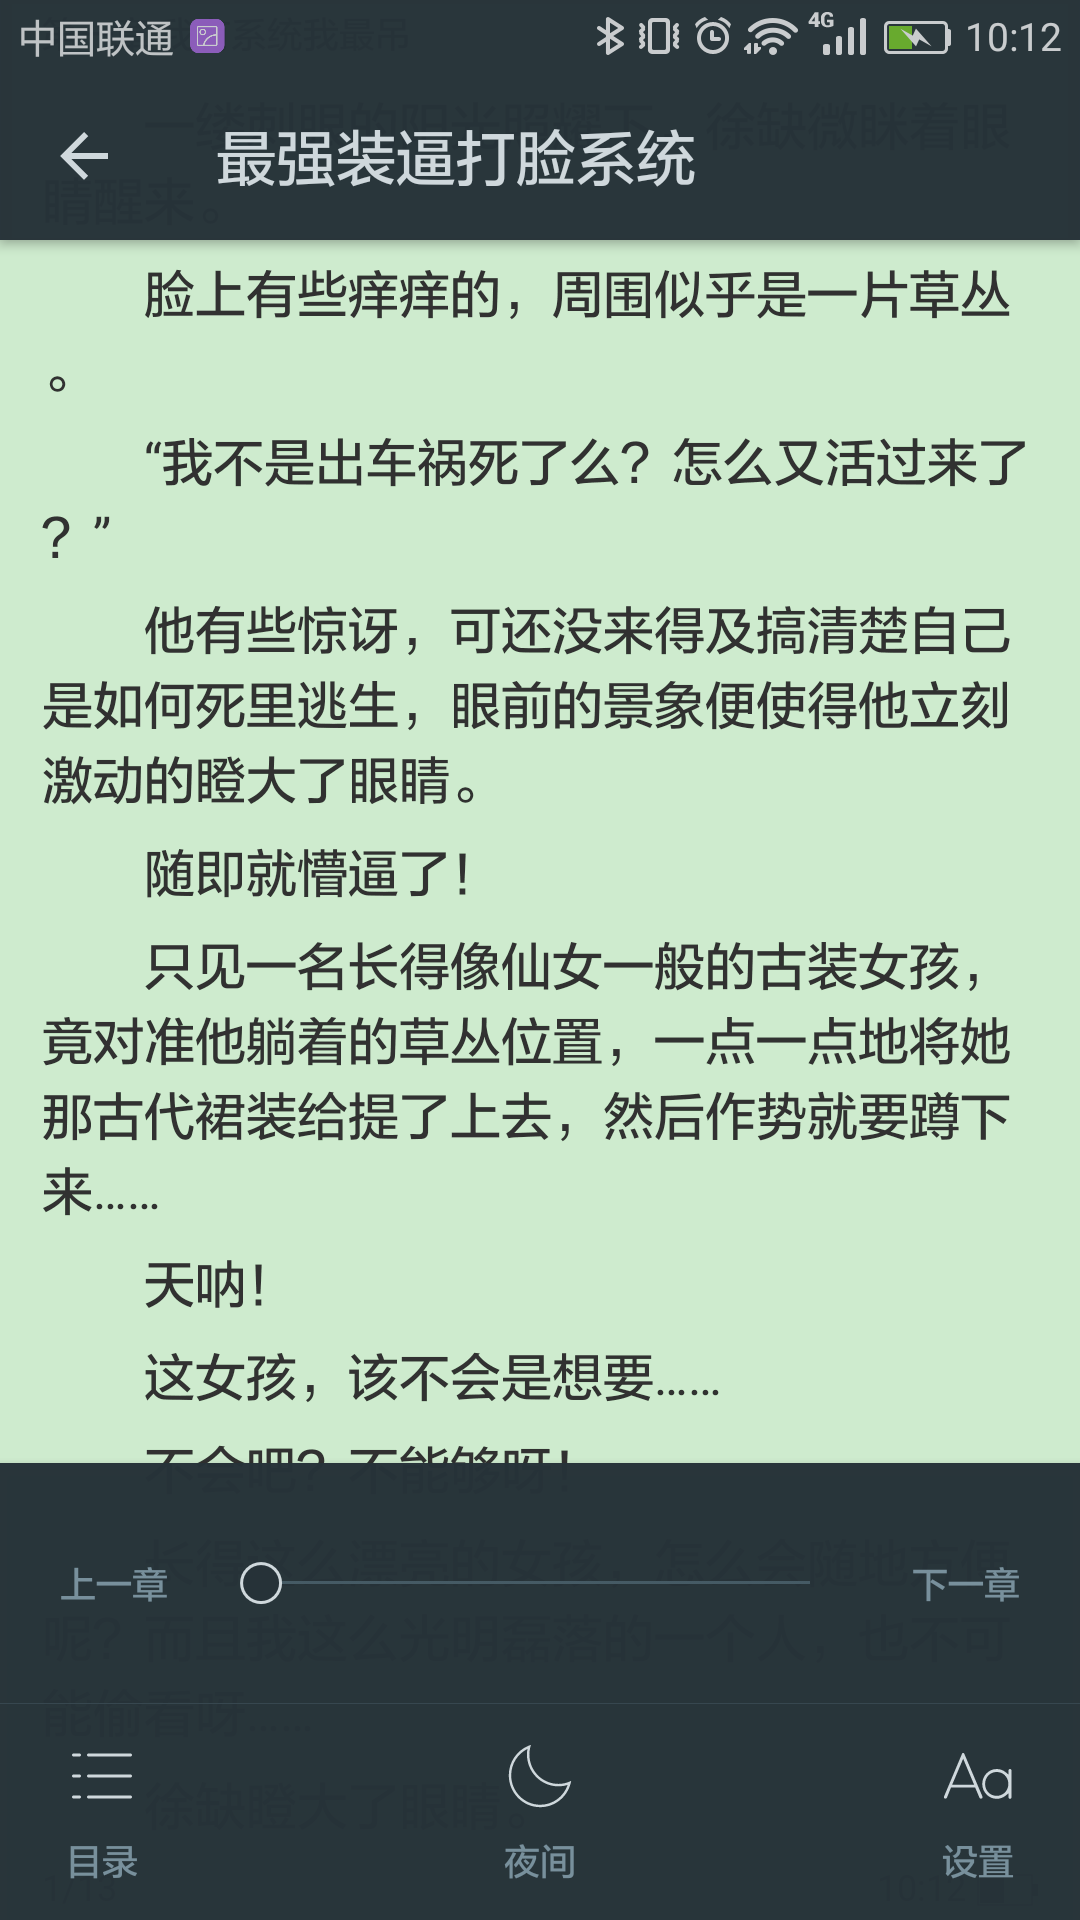 中国联通 4G 10:12
一缕刺眼的阳光照耀下，徐缺微眯着眼
最强装逼打脸系统
睛醒来。
脸上有些痒痒的，周围似乎是一片草丛
。
“我不是出车祸死了么？怎么又活过来了
？”
他有些惊讶，可还没来得及搞清楚自己
是如何死里逃生，眼前的景象便使得他立刻
激动的瞪大了眼睛。
随即就懵逼了！
只见一名长得像仙女一般的古装女孩，
竟对准他躺着的草丛位置，一点一点地将她
那古代裙装给提了上去，然后作势就要蹲下
来……
天呐！
这女孩，该不会是想要……
不会吧？不能够呀！
长得这么漂亮的女孩，怎么会随地方便
上一章 下一章
呢？而且我这么光明磊落的一个人，也不可
能偷看呀……
徐缺瞪大了眼睛。
目录 夜间 设置
1/13 10:12